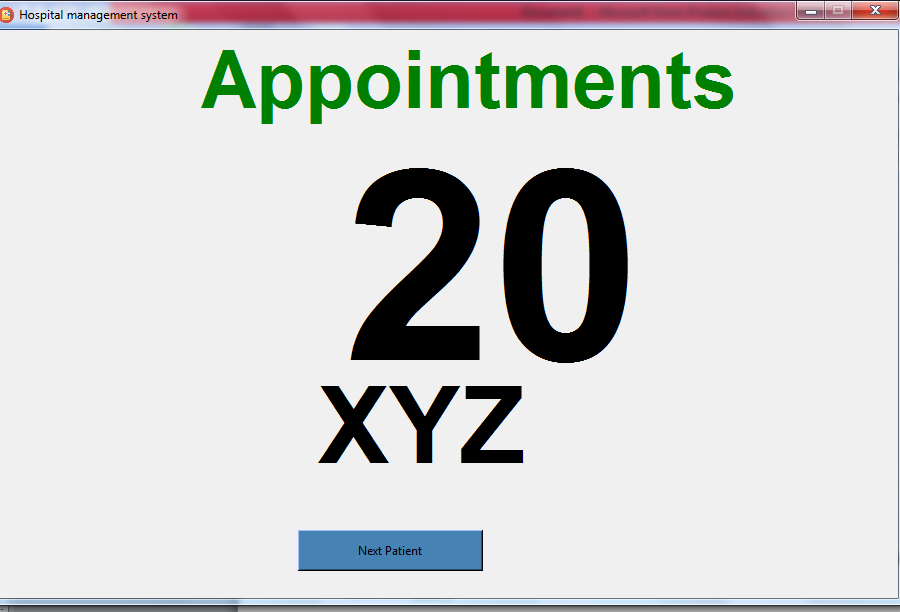 Hospital management system
Appointments
20
XYZ
Next Patient